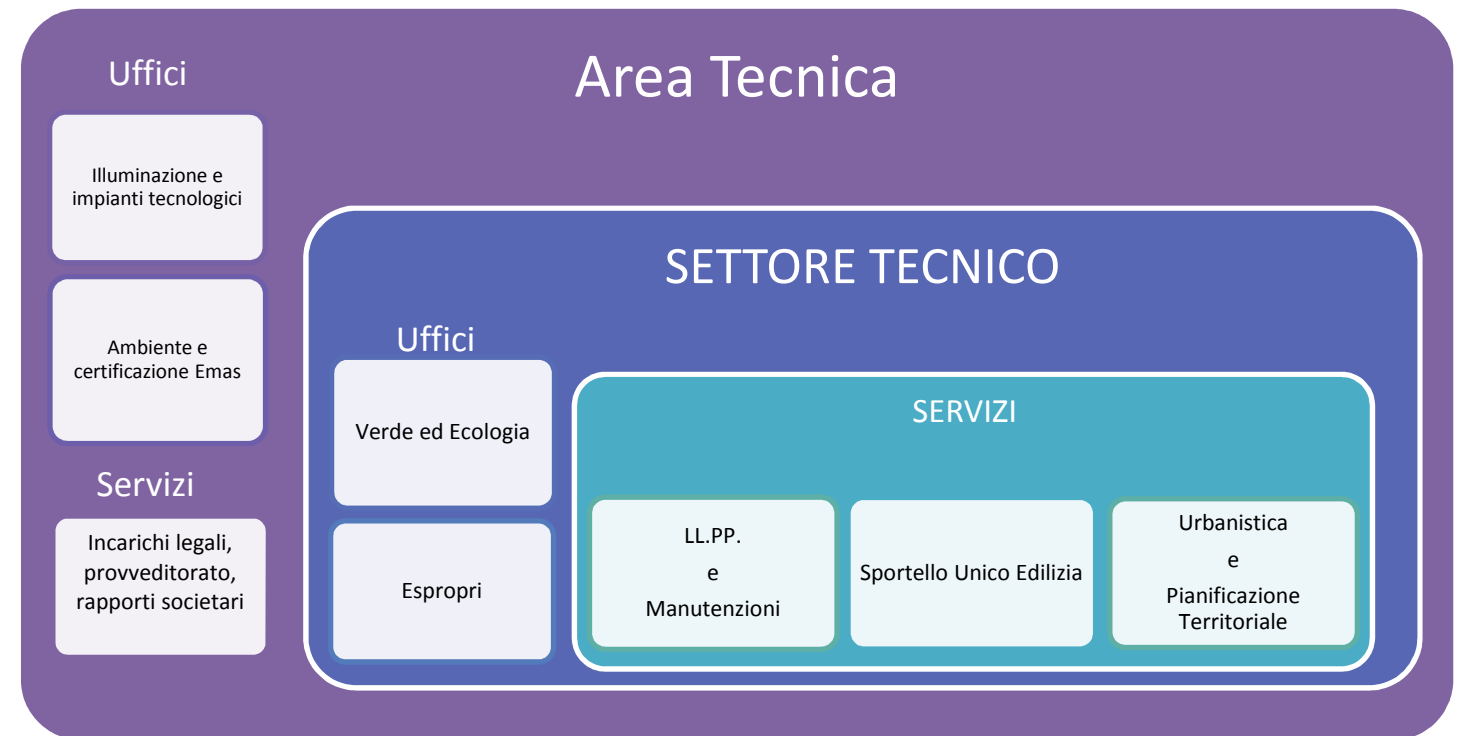 Area Tecnica
Uffici
Illuminazione e
impianti tecnologici
Ambiente e
certificazione Emas
Servizi
Incarichi legali,
provveditorato,
rapporti societari
SETTORE TECNICO
Uffici
Verde ed Ecologia
Espropri
SERVIZI
LL.PP.
e
Manutenzioni
Sportello Unico Edilizia
Urbanistica
e
Pianificazione
Territoriale